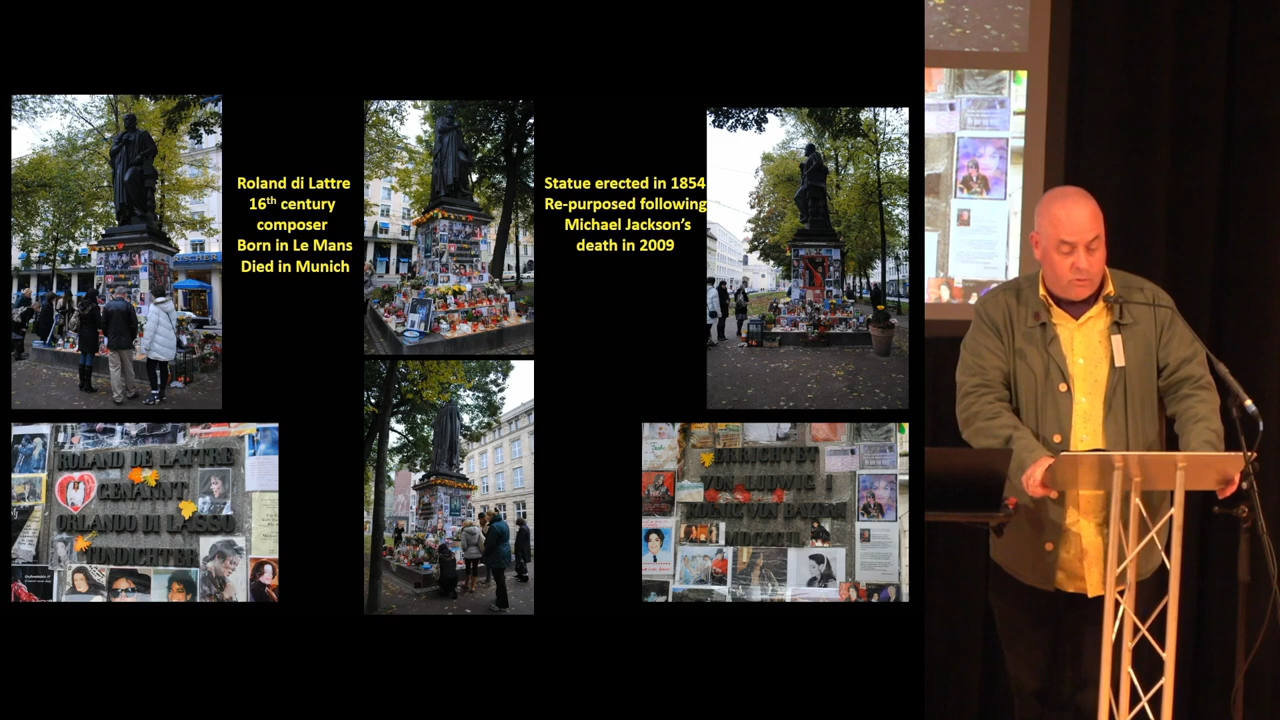 Roland di Lattre
16th century
composer
Born in Le Mans
Died in Munich
Statue erected in 1854
Re-purposed following
Michael Jackson's
death in 2009
ISCHER
ROLAND DE LATTRE
GENANNT
ORLANDO DI LASSO
TONDICHTER
ERRICHTET
VON LUDWIG I
KOENIG VON BAYERN